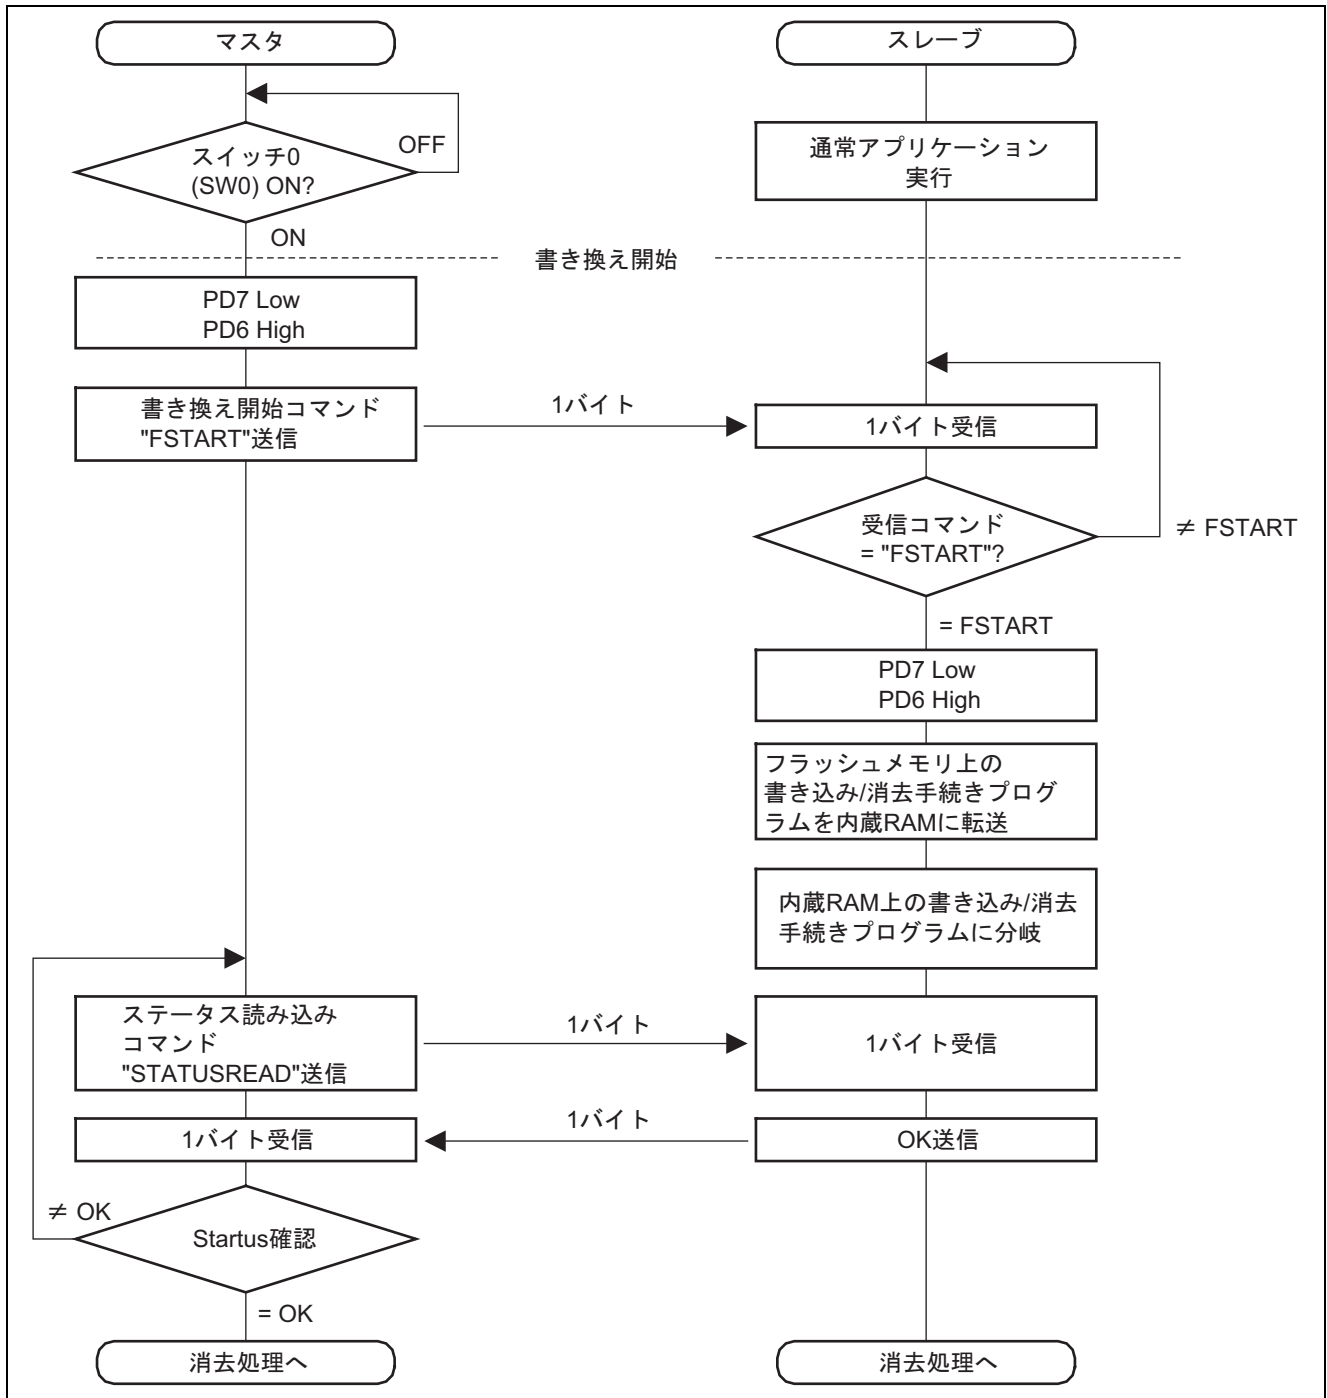 マスタ
スレーブ
スイッチ0
(SW0) ON?
OFF
ON
通常アプリケーション
実行
書き換え開始
PD7 Low
PD6 High
書き換え開始コマンド
"FSTART"送信
1バイト
1バイト受信
受信コマンド
= "FSTART"?
≠ FSTART
= FSTART
PD7 Low
PD6 High
フラッシュメモリ上の
書き込み/消去手続きプログ
ラムを内蔵RAMに転送
内蔵RAM上の書き込み/消去
手続きプログラムに分岐
ステータス読み込み
コマンド
"STATUSREAD"送信
1バイト
1バイト受信
1バイト受信
1バイト
OK送信
≠ OK
Startus確認
= OK
消去処理へ
消去処理へ